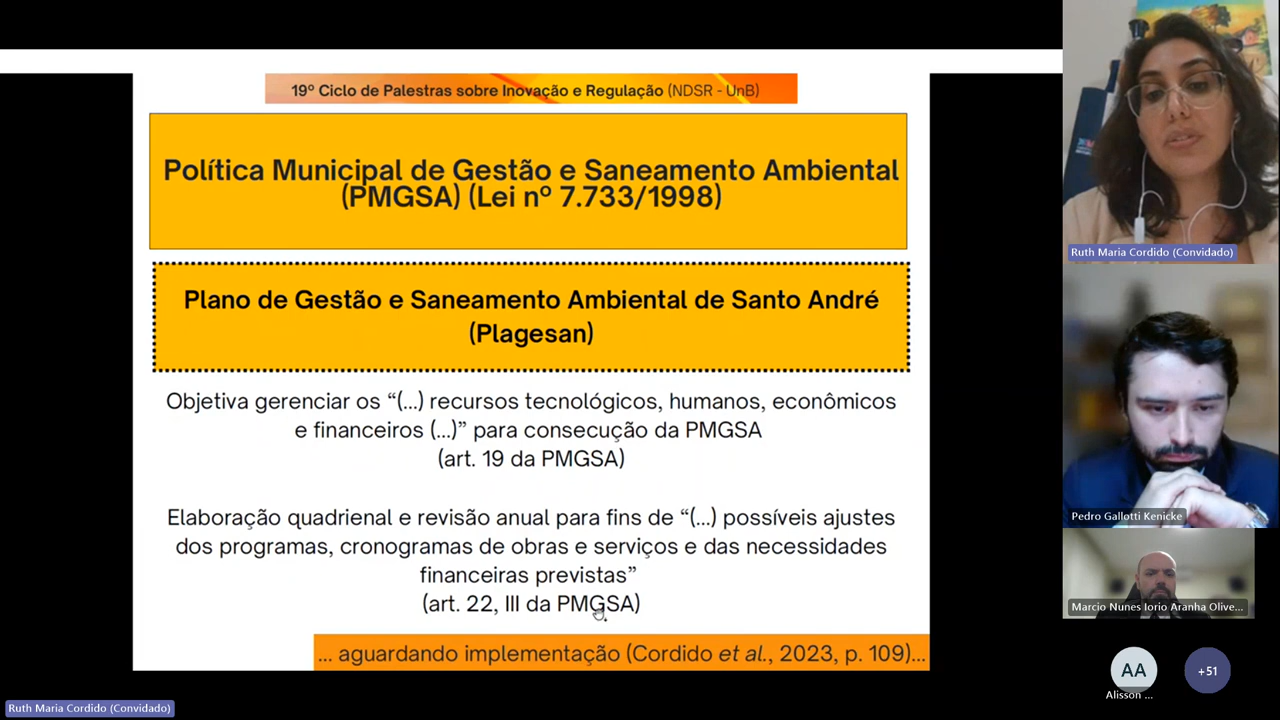 19º Ciclo de Palestras sobre Inovação e Regulação (NDSR - UnB)
Política Municipal de Gestão e Saneamento Ambiental
(PMGSA) (Lei nº 7.733/1998)
Plano de Gestão e Saneamento Ambiental de Santo André
(Plagesan)
Objetiva gerenciar os “(...) recursos tecnológicos, humanos, econômicos
e financeiros (...)” para consecução da PMGSA
(art. 19 da PMGSA)
Elaboração quadrienal e revisão anual para fins de “(...) possíveis ajustes
dos programas, cronogramas de obras e serviços e das necessidades
financeiras previstas”
(art. 22, III da PMGSA)
... aguardando implementação (Cordido et al., 2023, p. 109)...
Ruth Maria Cordido (Convidado)
Pedro Gallotti Kenicke
Marcio Nunes Iorio Aranha Olive...
AA
+51
Alisson ...
Ruth Maria Cordido (Convidado)